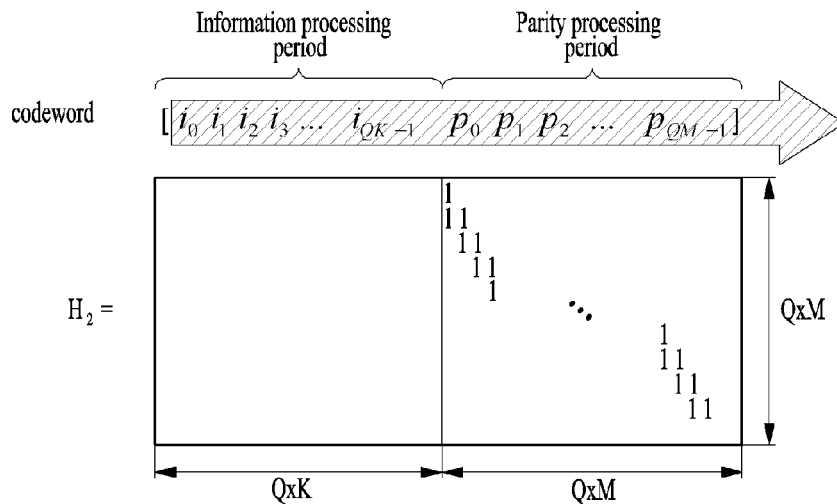 Information processing period
Parity processing period
codeword
[ i0 i1 i2 i3 ... iQK-1 p0 p1 p2 ... pQM-1 ]
1
1 1
1 1
1 1
1
H2 =
QxM
1
1 1
1 1
1 1
QxK
QxM